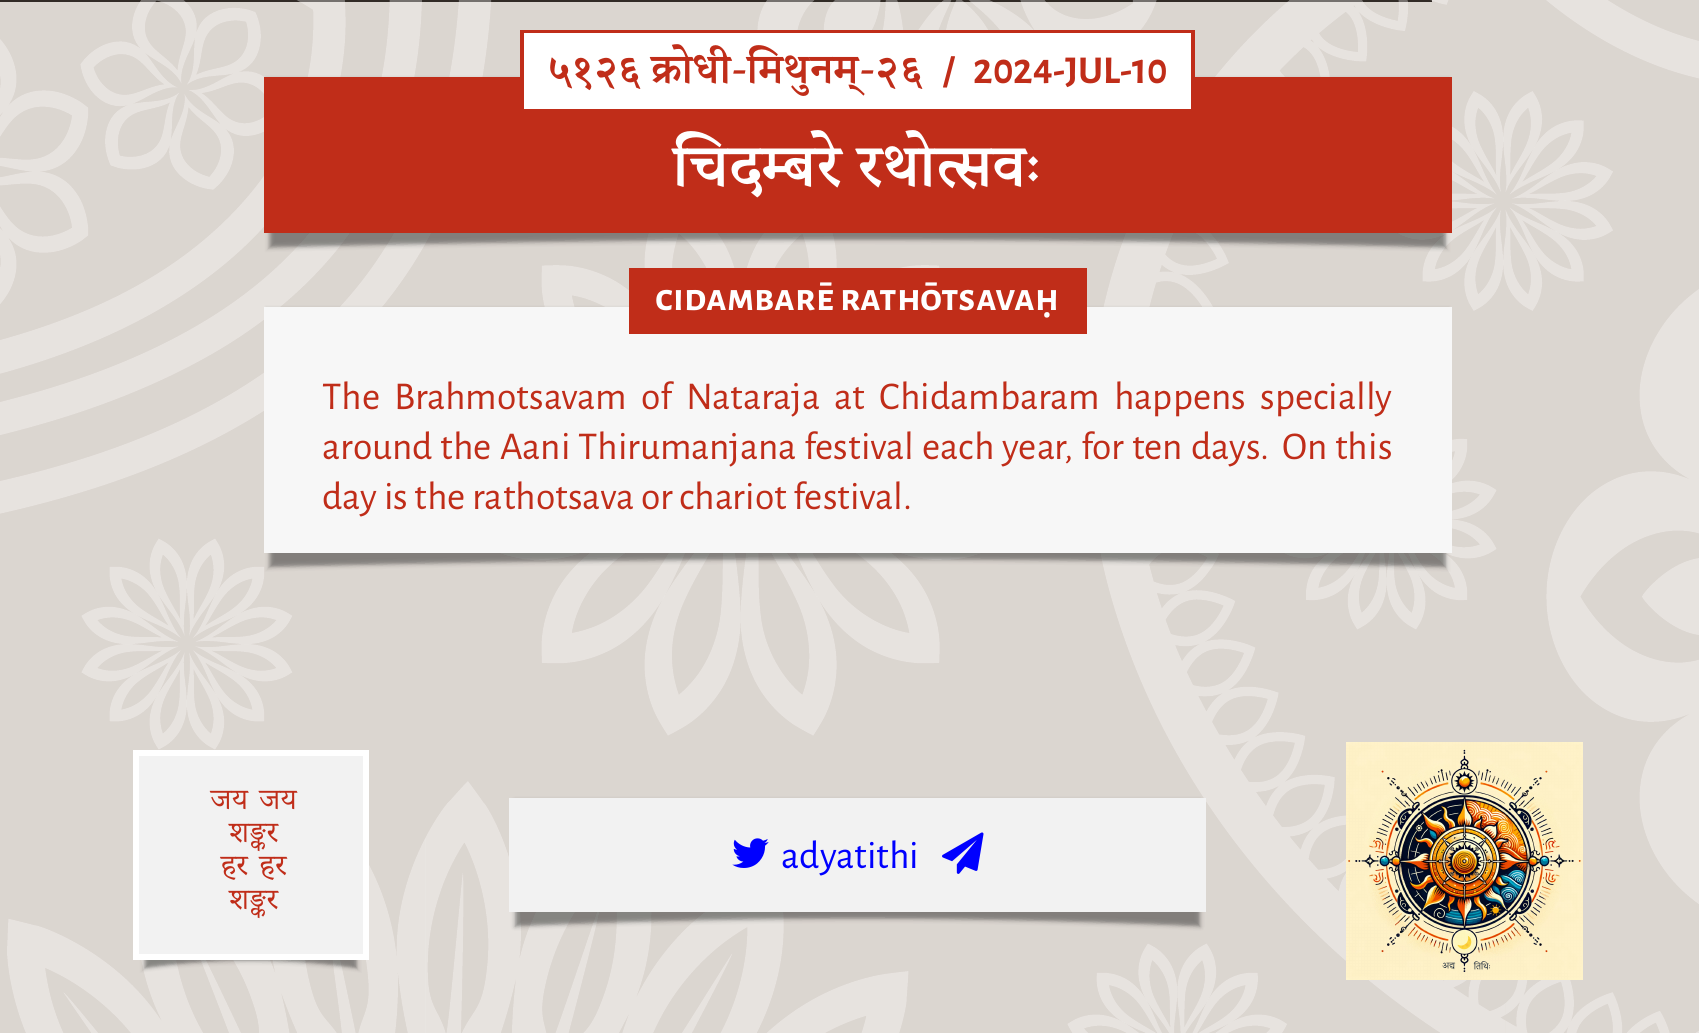 ५१२६ क्रोधी-मिथुनम्-२६ / 2024-JUL-10
चिदम्बरे रथोत्सवः
CIDAMBARĒ RATHŌTSAVAḤ
The Brahmotsavam of Nataraja at Chidambaram happens specially
around the Aani Thirumanjana festival each year, for ten days. On this
day is the rathotsava or chariot festival.
जय जय
शङ्कर
हर हर
शङ्कर
adyatithi
अद्य तिथिः